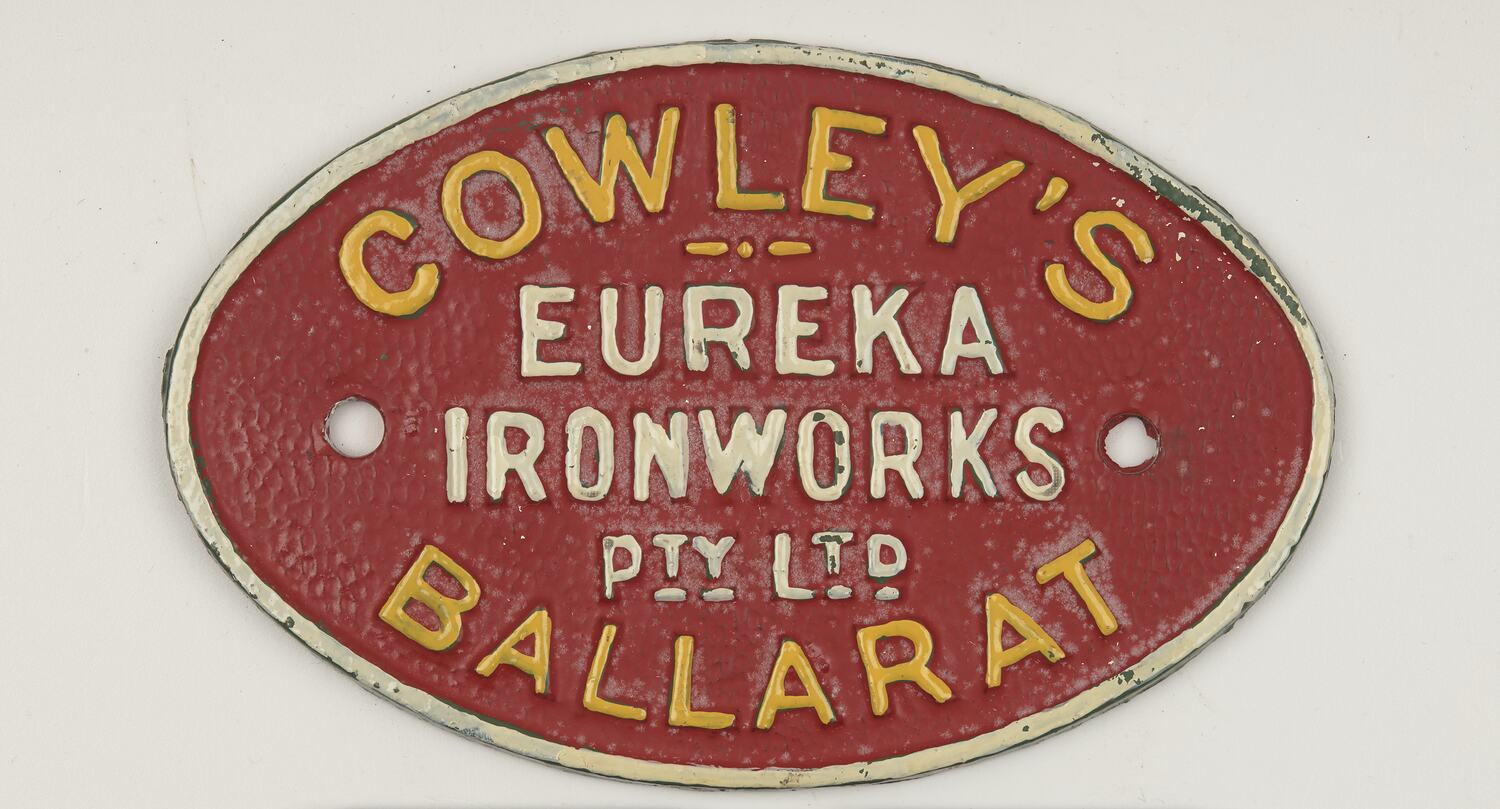 COWLEY'S
EUREKA
IRONWORKS
PTY LTD
BALLARAT